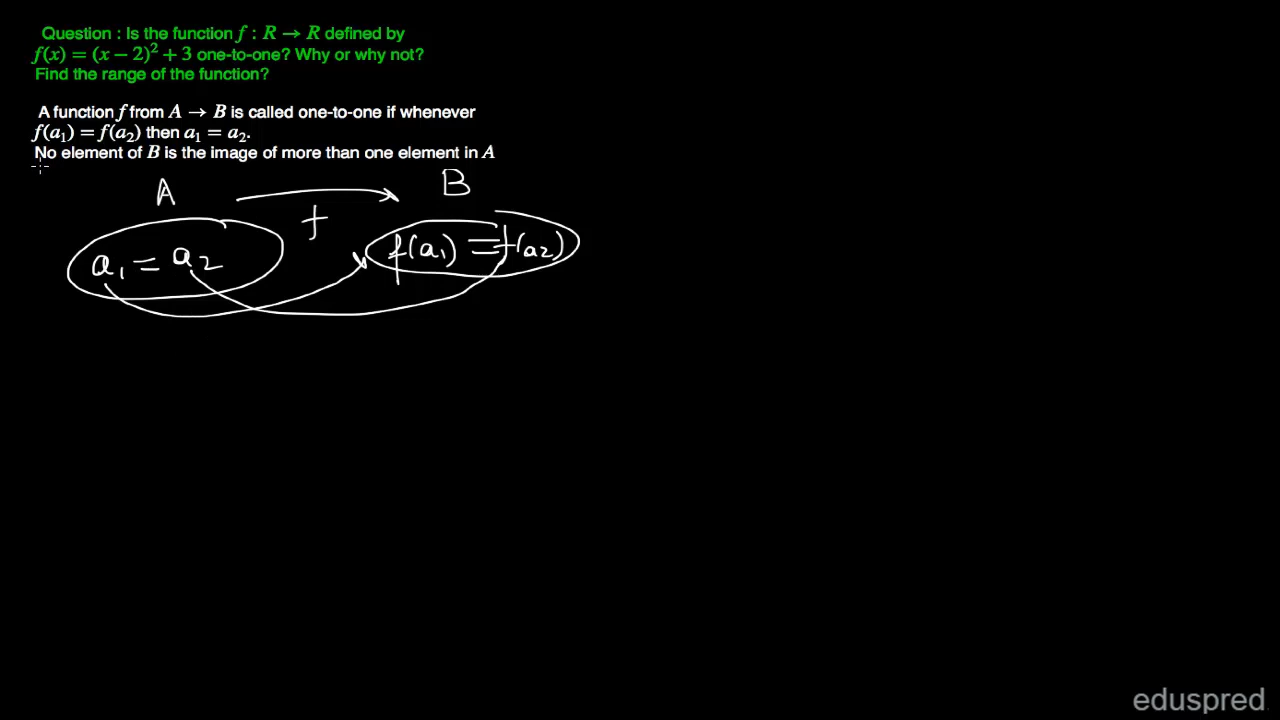 Question : Is the function f : R → R defined by
f(x) = (x − 2)² + 3 one-to-one? Why or why not?
Find the range of the function?
A function f from A → B is called one-to-one if whenever
f(a₁) = f(a₂) then a₁ = a₂.
No element of B is the image of more than one element in A
A → B
f
a₁ = a₂ f(a₁) = f(a₂)
eduspred